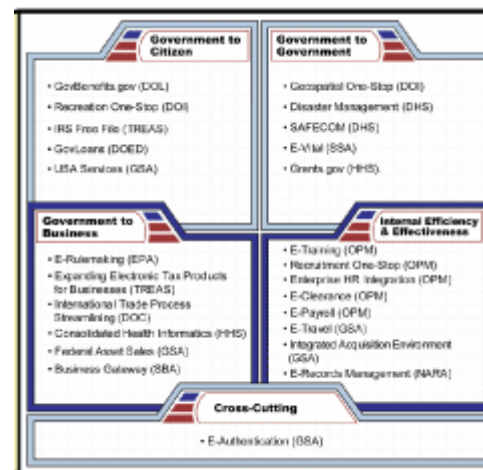 Government to
Citizen
• GovBenefits.gov (DOL)
• Recreation One-Stop (DOI)
• IRS Free File (TREAS)
• GovLoans (DOED)
• USA Services (GSA)
Government to
Government
• Geospatial One-Stop (DOI)
• Disaster Management (DHS)
• SAFECOM (DHS)
• E-Vital (SSA)
• Grants.gov (HHS).
Government to
Business
• E-Rulemaking (EPA)
• Expanding Electronic Tax Products
for Businesses (TREAS)
• International Trade Process
Streamlining (DOC)
• Consolidated Health Informatics (HHS)
• Federal Asset Sales (GSA)
• Business Gateway (SBA)
Internal Efficiency
& Effectiveness
• E-Training (OPM)
• Recruitment One-Stop (OPM)
• Enterprise HR Integration (OPM)
• E-Clearance (OPM)
• E-Payroll (OPM)
• E-Travel (GSA)
• Integrated Acquisition Environment
(GSA)
• E-Records Management (NARA)
Cross-Cutting
• E-Authentication (GSA)